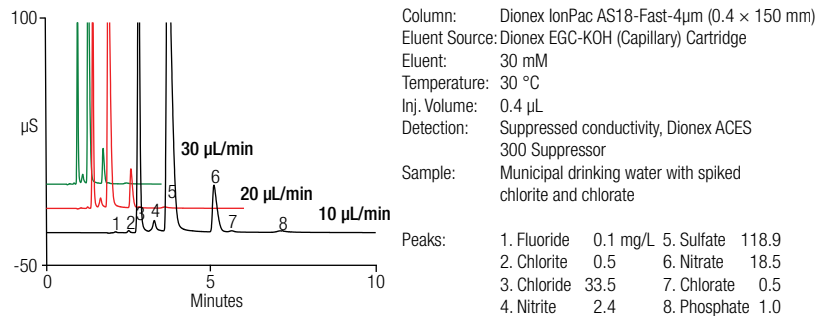 100
µS
-50
0
5
10
Minutes
30 µL/min
20 µL/min
10 µL/min
1
2
3
4
5
6
7
8
Column: Dionex IonPac AS18-Fast-4µm (0.4 × 150 mm)
Eluent Source: Dionex EGC-KOH (Capillary) Cartridge
Eluent: 30 mM
Temperature: 30 °C
Inj. Volume: 0.4 µL
Detection: Suppressed conductivity, Dionex ACES
300 Suppressor
Sample: Municipal drinking water with spiked
chlorite and chlorate
Peaks: 1. Fluoride 0.1 mg/L 5. Sulfate 118.9
2. Chlorite 0.5 6. Nitrate 18.5
3. Chloride 33.5 7. Chlorate 0.5
4. Nitrite 2.4 8. Phosphate 1.0